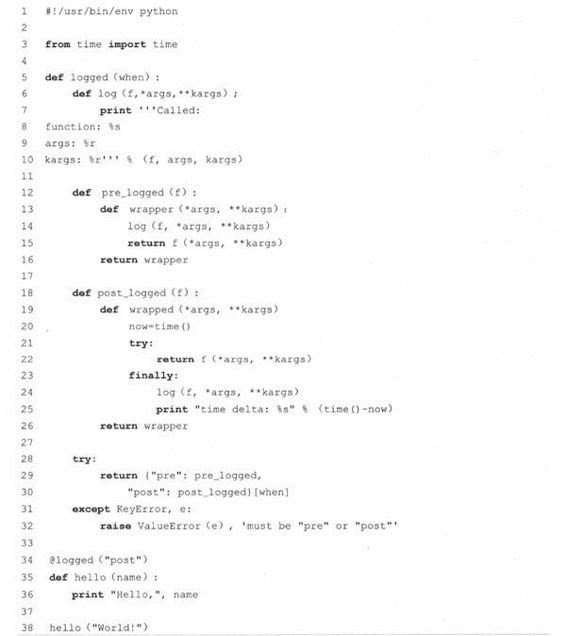 1 #!/usr/bin/env python
2
3 from time import time
4
5 def logged (when) :
6 def log (f,*args,**kargs) ;
7 print '''Called:
8 function: %s
9 args: %r
10 kargs: %r''' % (f, args, kargs)
11
12 def pre_logged (f) :
13 def wrapper (*args, **kargs) :
14 log (f, *args, **kargs)
15 return f (*args, **kargs)
16 return wrapper
17
18 def post_logged (f) :
19 def wrapped (*args, **kargs)
20 now=time ()
21 try:
22 return f (*args, **kargs)
23 finally:
24 log (f, *args, **kargs)
25 print "time delta: %s" % (time ()-now)
26 return wrapper
27
28 try:
29 return {"pre": pre_logged,
30 "post": post_logged}[when]
31 except KeyError, e:
32 raise ValueError (e) , 'must be "pre" or "post"'
33
34 @logged ("post")
35 def hello (name) :
36 print "Hello,", name
37
38 hello ("World!")